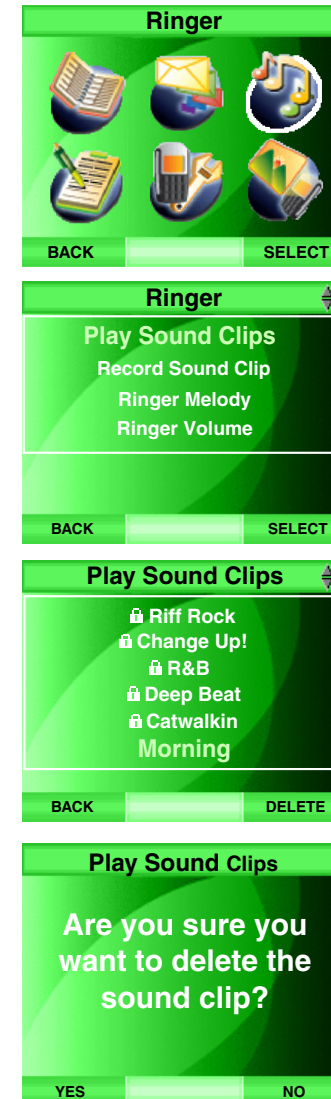 Ringer
BACK SELECT
Ringer
Play Sound Clips
Record Sound Clip
Ringer Melody
Ringer Volume
BACK SELECT
Play Sound Clips
Riff Rock
Change Up!
R&B
Deep Beat
Catwalkin
Morning
BACK DELETE
Play Sound Clips
Are you sure you
want to delete the
sound clip?
YES NO